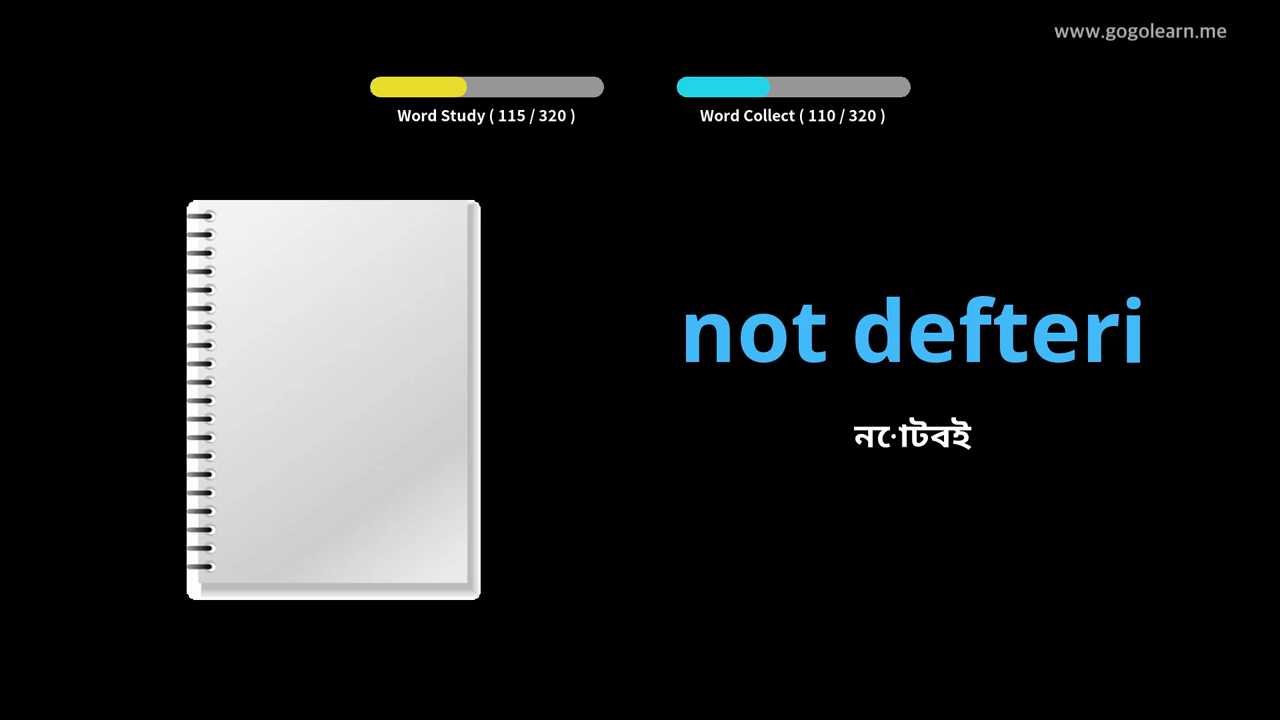 www.gogolearn.me
Word Study ( 115 / 320 )
Word Collect ( 110 / 320 )
not defteri
নোটবই